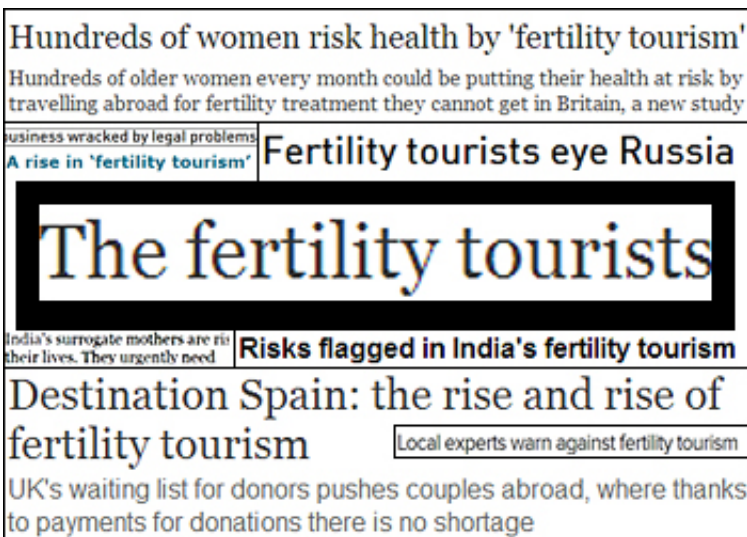 Hundreds of women risk health by 'fertility tourism'
Hundreds of older women every month could be putting their health at risk by
travelling abroad for fertility treatment they cannot get in Britain, a new study
business wracked by legal problems
A rise in 'fertility tourism'
Fertility tourists eye Russia
The fertility tourists
India's surrogate mothers are
their lives. They urgently need
Risks flagged in India's fertility tourism
Destination Spain: the rise and rise of
fertility tourism
Local experts warn against fertility tourism
UK's waiting list for donors pushes couples abroad, where thanks
to payments for donations there is no shortage